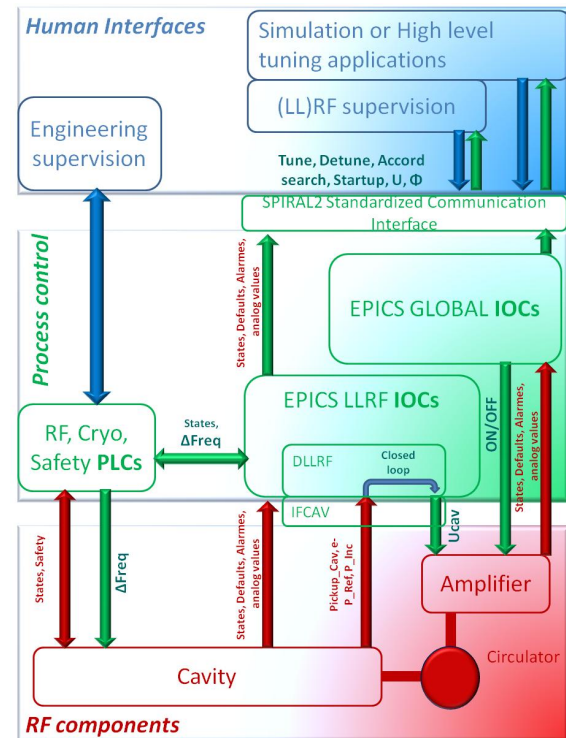 Human Interfaces
Simulation or High level
tuning applications
(LL)RF supervision
Engineering
supervision
Tune, Detune, Accord
search, Startup, U, Φ
SPIRAL2 Standardized Communication
Interface
Process control
States, Defaults, Alarmes,
analog values
EPICS GLOBAL IOCs
EPICS LLRF IOCs
RF, Cryo,
Safety PLCs
States,
ΔFreq
DLLRF
Closed
loop
IFCAV
ON/OFF
States, Defaults, Alarmes,
analog values
Ucav
States, Safety
ΔFreq
States, Defaults, Alarmes,
analog values
Pickup_Cav, e-
P_Ref, P_Inc
Amplifier
Circulator
Cavity
RF components